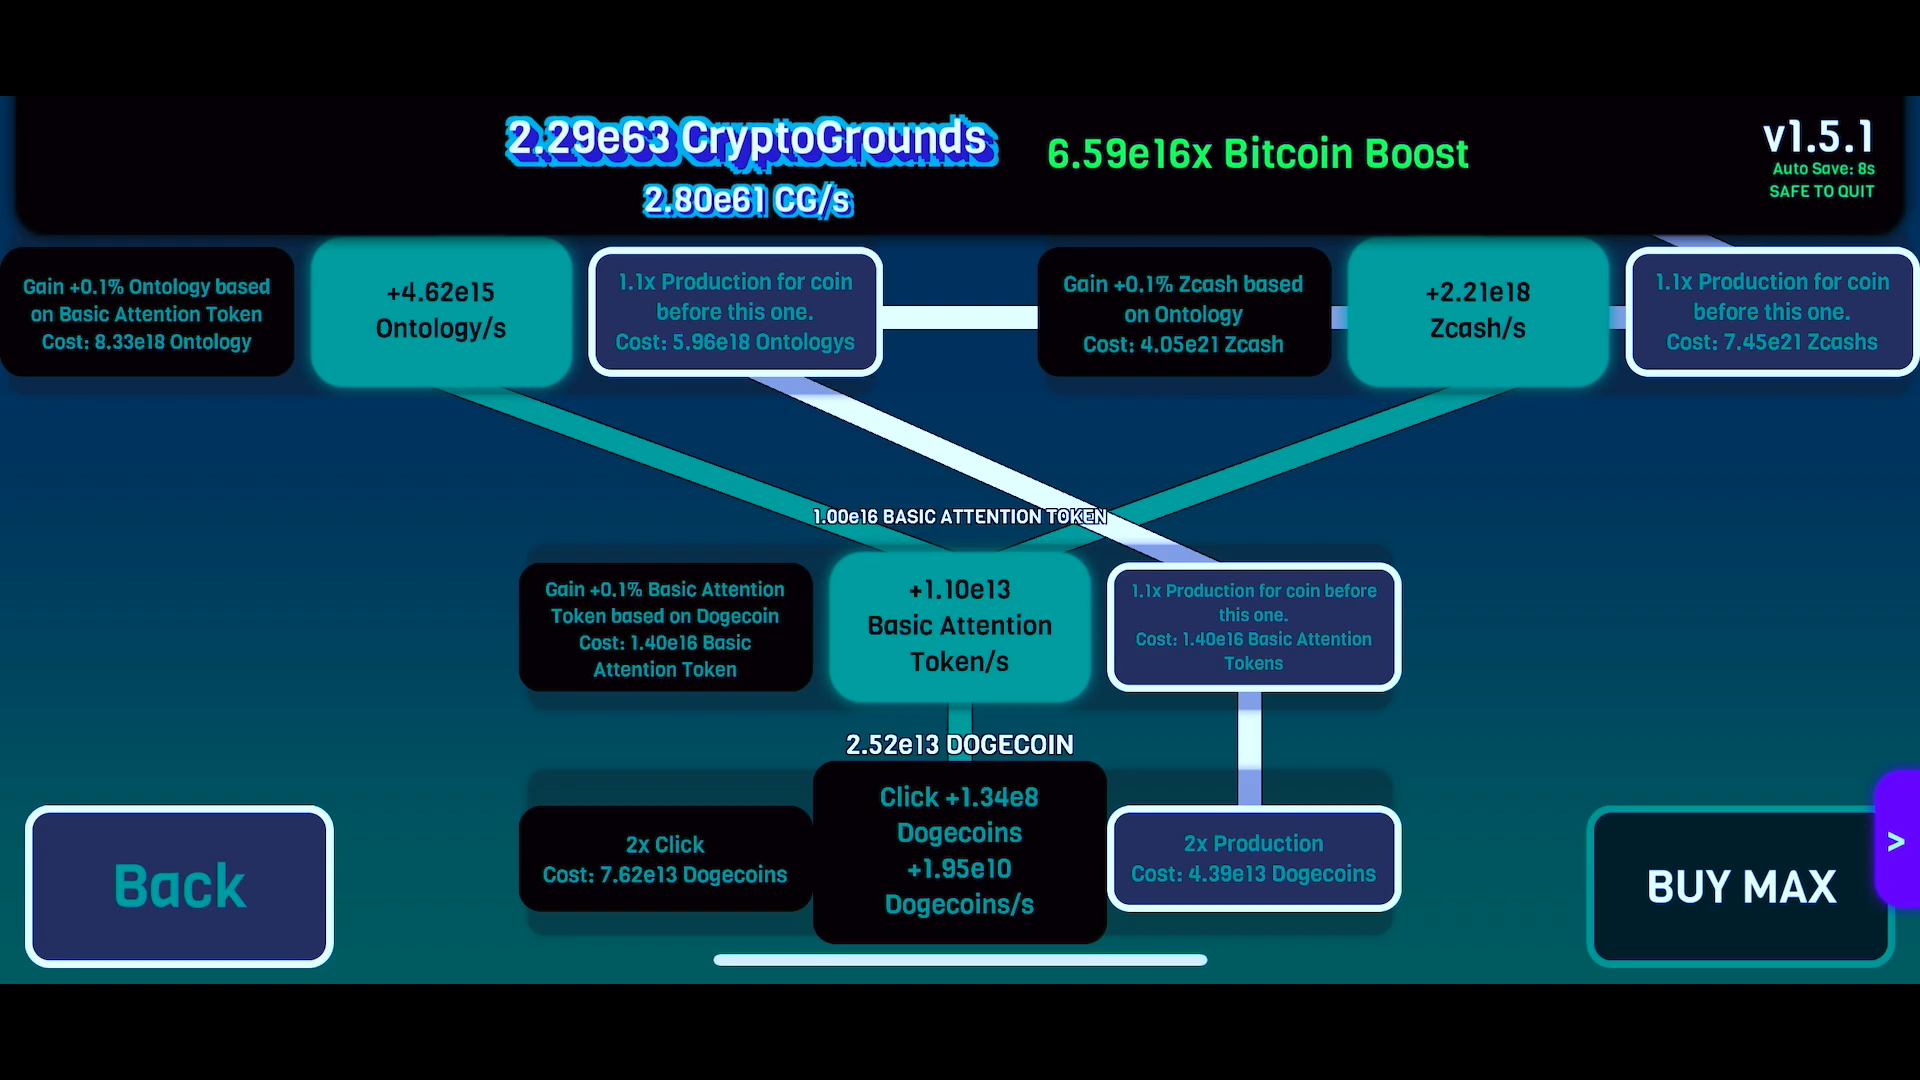 2.29e63 CryptoGrounds
2.80e61 CG/s
6.59e16x Bitcoin Boost
v1.5.1
Auto Save: 8s
SAFE TO QUIT
Gain +0.1% Ontology based
on Basic Attention Token
Cost: 8.33e18 Ontology
+4.62e15
Ontology/s
1.1x Production for coin
before this one.
Cost: 5.96e18 Ontologys
Gain +0.1% Zcash based
on Ontology
Cost: 4.05e21 Zcash
+2.21e18
Zcash/s
1.1x Production for coin
before this one.
Cost: 7.45e21 Zcashs
1.00e16 BASIC ATTENTION TOKEN
Gain +0.1% Basic Attention
Token based on Dogecoin
Cost: 1.40e16 Basic
Attention Token
+1.10e13
Basic Attention
Token/s
1.1x Production for coin before
this one.
Cost: 1.40e16 Basic Attention
Tokens
2.52e13 DOGECOIN
2x Click
Cost: 7.62e13 Dogecoins
Click +1.34e8
Dogecoins
+1.95e10
Dogecoins/s
2x Production
Cost: 4.39e13 Dogecoins
Back
BUY MAX
>